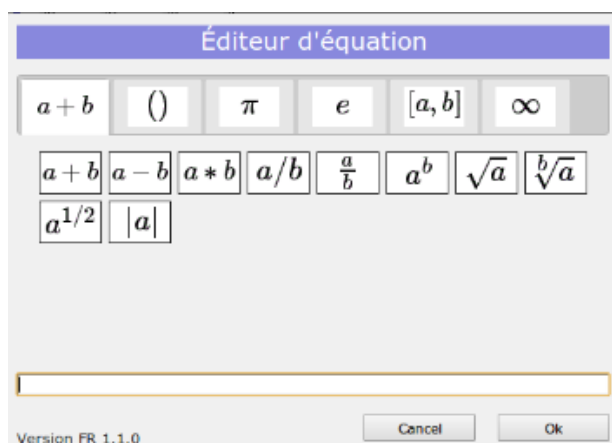 Éditeur d'équation
a + b () π e [a, b] ∞
a + b a − b a ∗ b a/b a/b a^b √a ᵇ√a
a^{1/2} |a|
Version FR 1.1.0 Cancel Ok